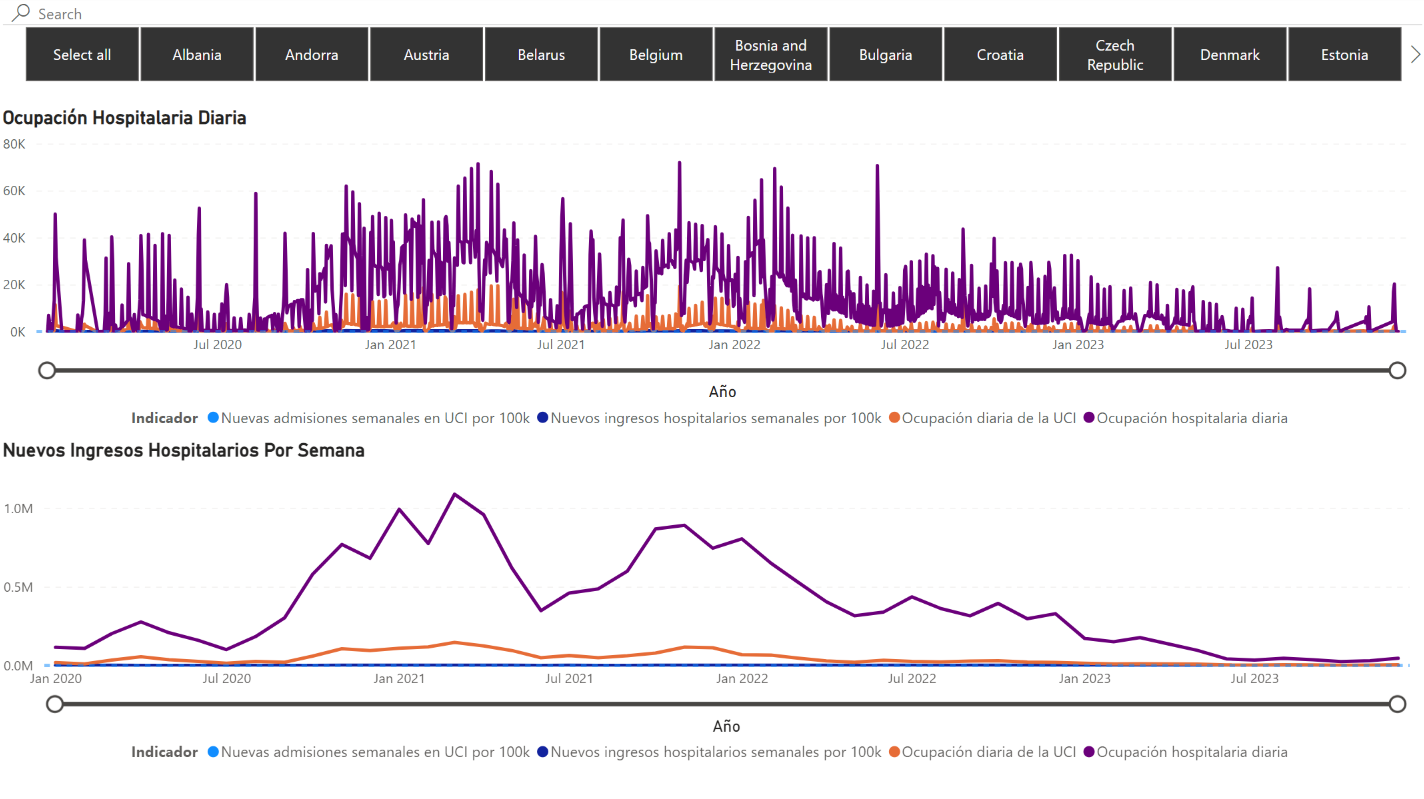 Search
Select all
Albania
Andorra
Austria
Belarus
Belgium
Bosnia and
Herzegovina
Bulgaria
Croatia
Czech
Republic
Denmark
Estonia
Ocupación Hospitalaria Diaria
80K
60K
40K
20K
0K
Jul 2020 Jan 2021 Jul 2021 Jan 2022 Jul 2022 Jan 2023 Jul 2023
Año
Indicador Nuevas admisiones semanales en UCI por 100k Nuevos ingresos hospitalarios semanales por 100k Ocupación diaria de la UCI Ocupación hospitalaria diaria
Nuevos Ingresos Hospitalarios Por Semana
1.0M
0.5M
0.0M
Jan 2020 Jul 2020 Jan 2021 Jul 2021 Jan 2022 Jul 2022 Jan 2023 Jul 2023
Año
Indicador Nuevas admisiones semanales en UCI por 100k Nuevos ingresos hospitalarios semanales por 100k Ocupación diaria de la UCI Ocupación hospitalaria diaria